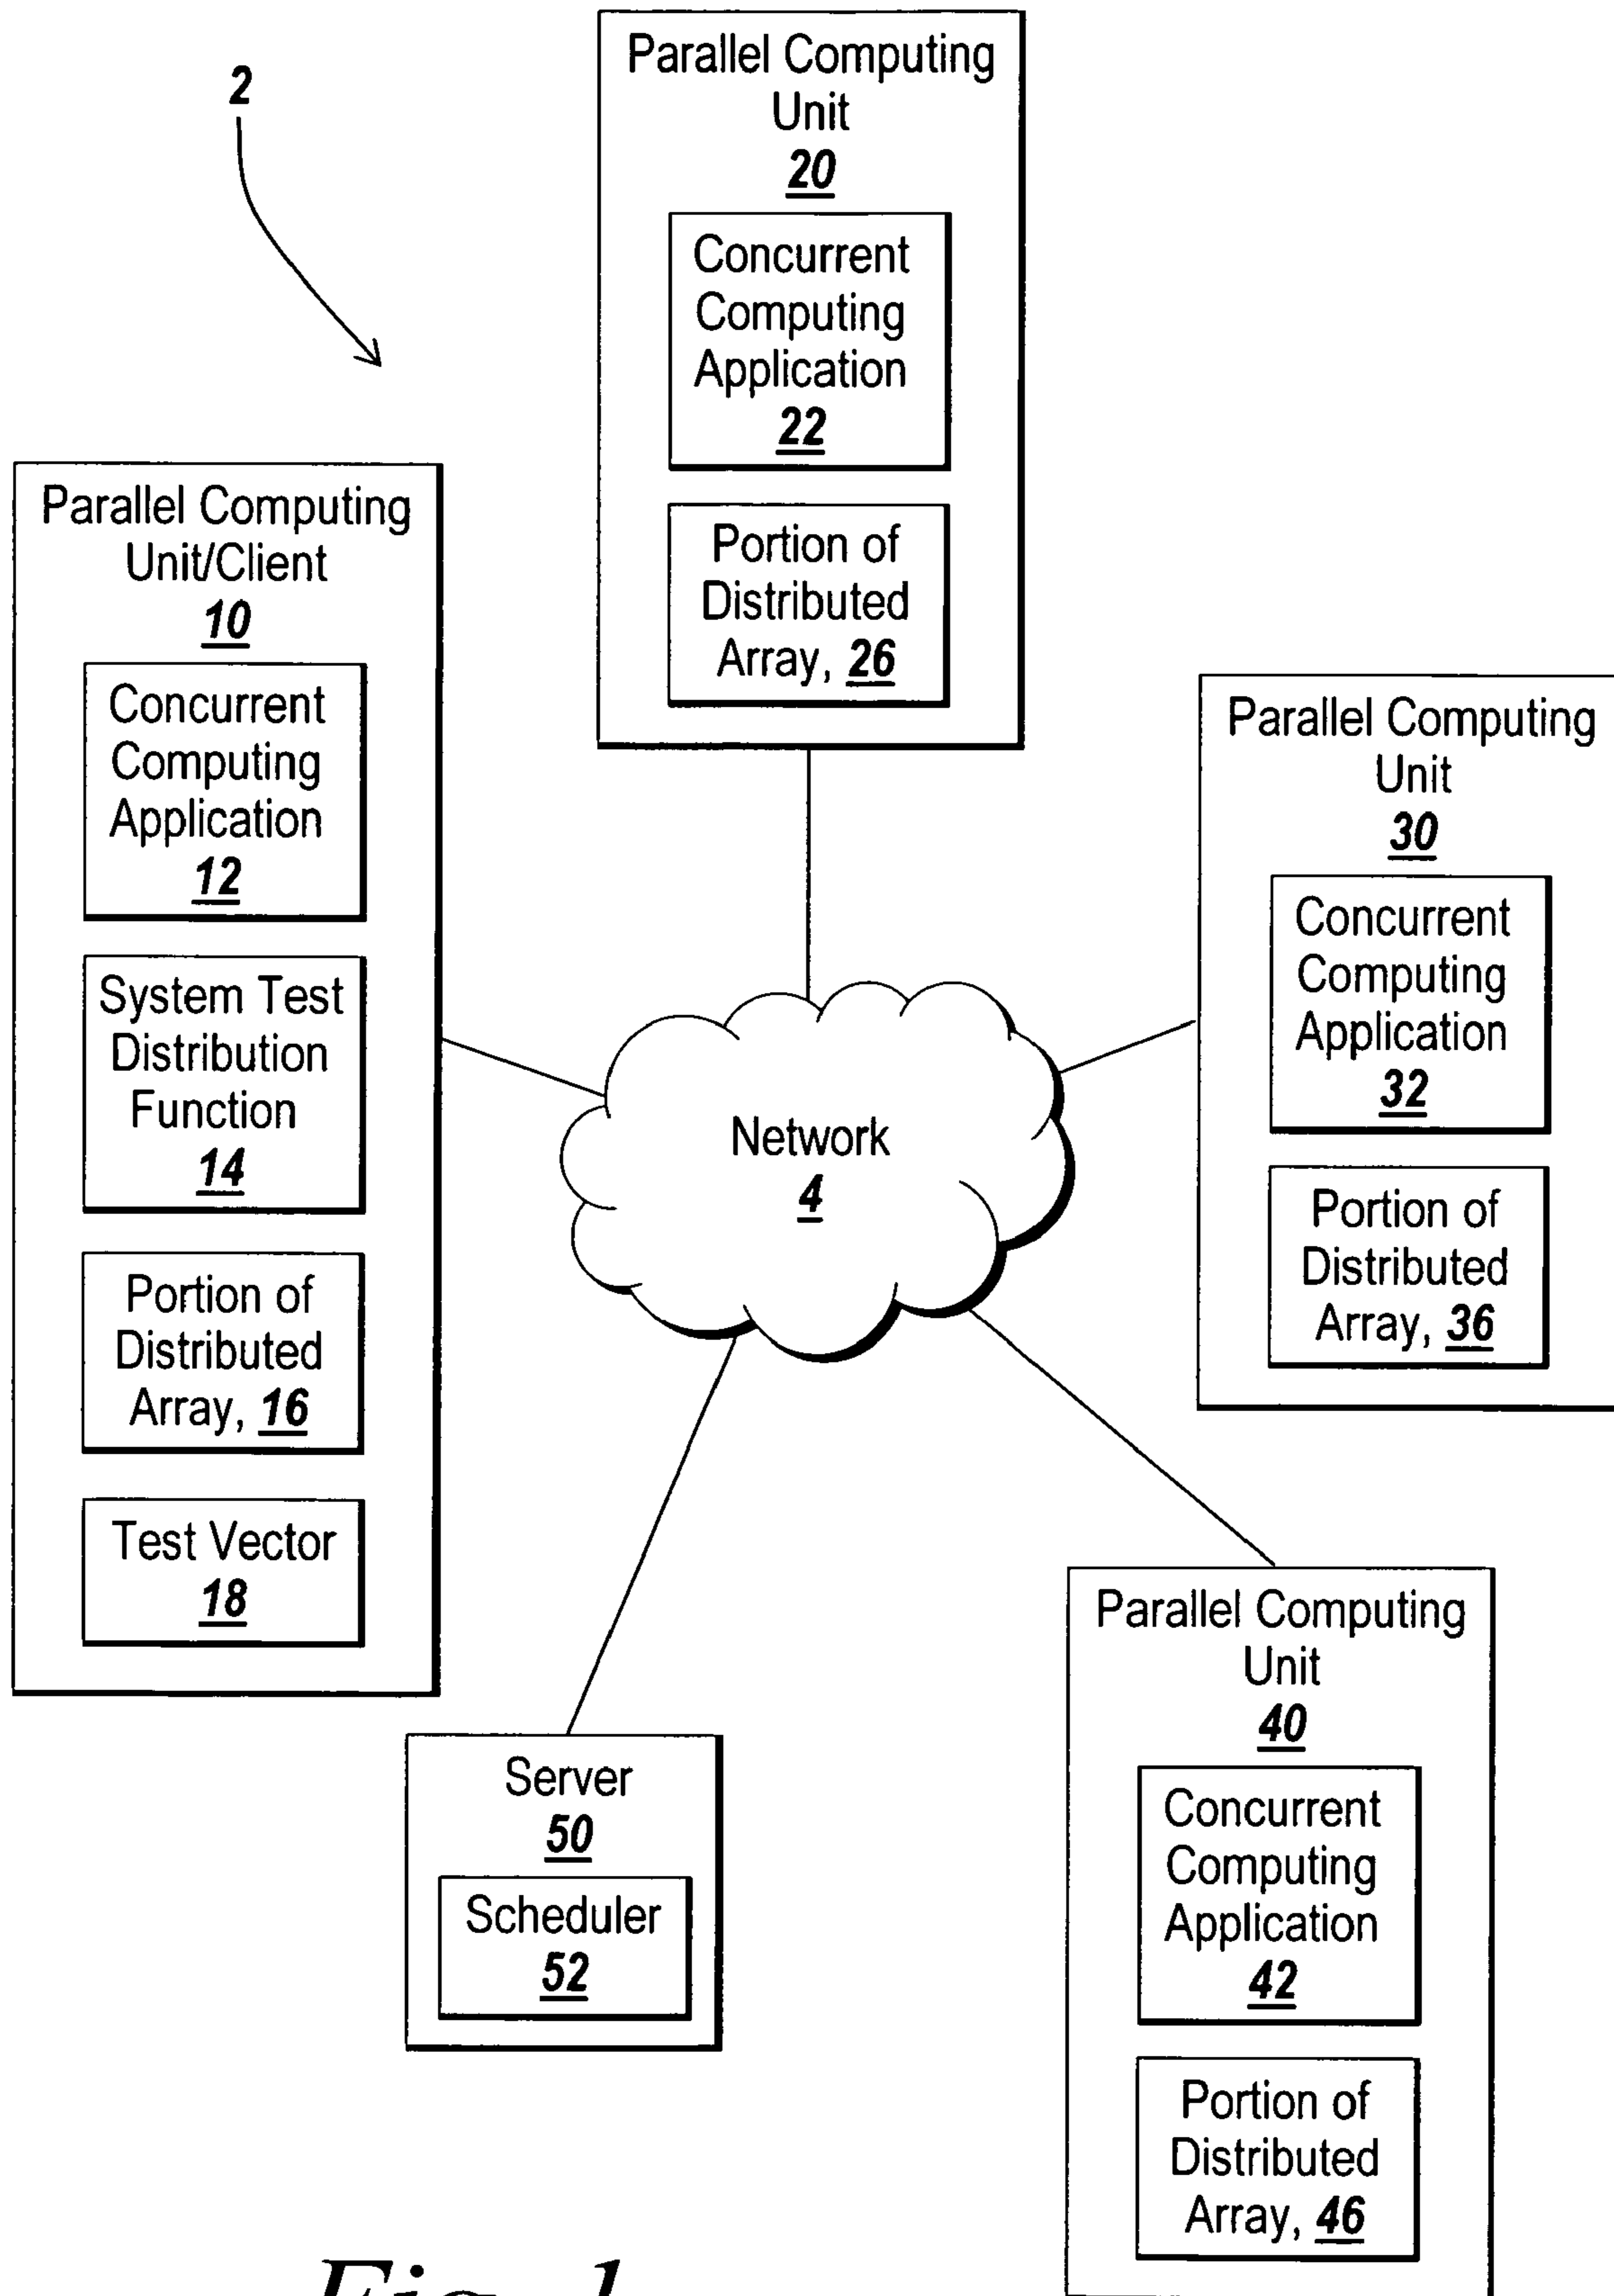 2
Parallel Computing
Unit
20
Concurrent
Computing
Application
22
Portion of
Distributed
Array, 26
Parallel Computing
Unit/Client
10
Concurrent
Computing
Application
12
System Test
Distribution
Function
14
Portion of
Distributed
Array, 16
Test Vector
18
Parallel Computing
Unit
30
Concurrent
Computing
Application
32
Portion of
Distributed
Array, 36
Network
4
Server
50
Scheduler
52
Parallel Computing
Unit
40
Concurrent
Computing
Application
42
Portion of
Distributed
Array, 46
Fig. 1